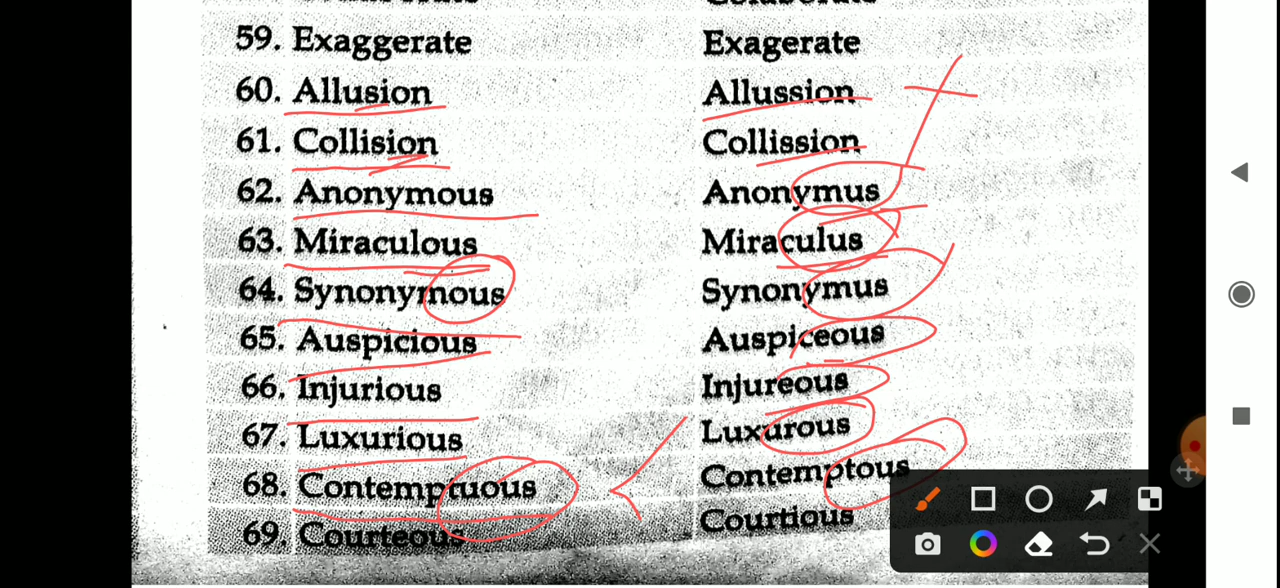 59. Exaggerate Exagerate
60. Allusion Allussion
61. Collision Collission
62. Anonymous Anonymus
63. Miraculous Miraculus
64. Synonymous Synonymus
65. Auspicious Auspiceous
66. Injurious Injureous
67. Luxurious Luxurous
68. Contemptuous Contemptous
69. Courteous Courtious